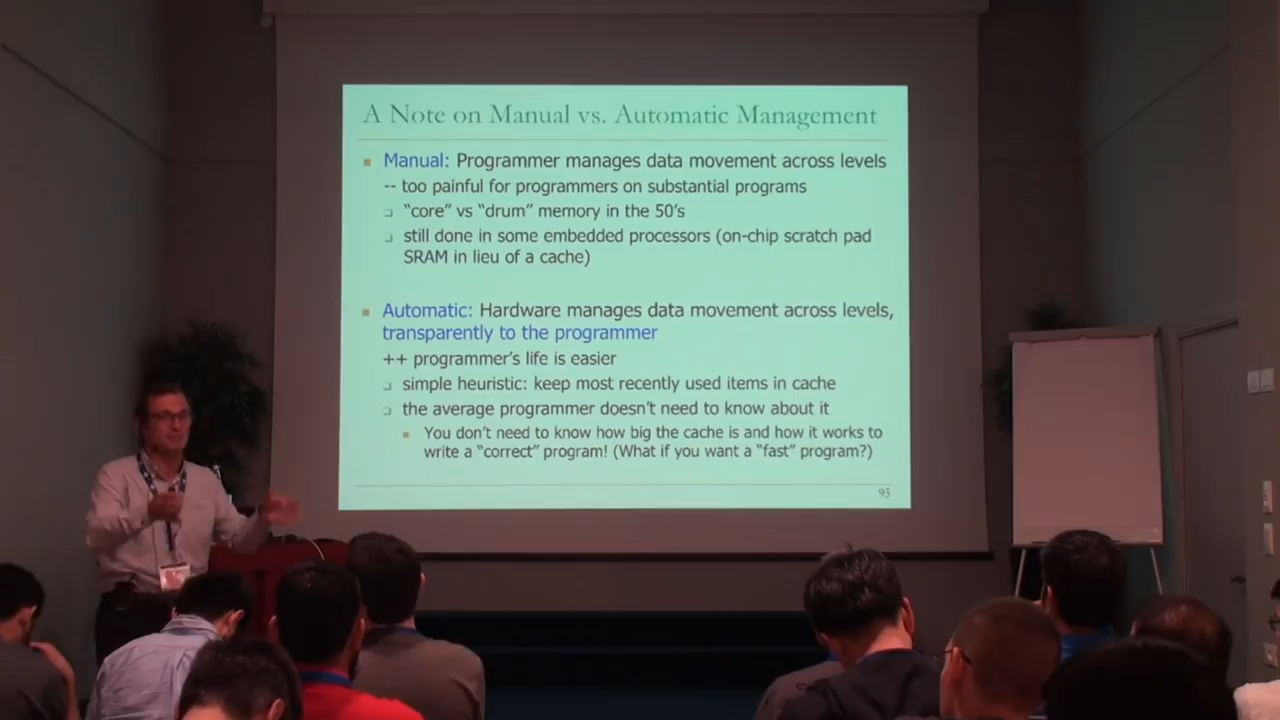 A Note on Manual vs. Automatic Management
Manual: Programmer manages data movement across levels
-- too painful for programmers on substantial programs
"core" vs "drum" memory in the 50's
still done in some embedded processors (on-chip scratch pad
SRAM in lieu of a cache)
Automatic: Hardware manages data movement across levels,
transparently to the programmer
++ programmer's life is easier
simple heuristic: keep most recently used items in cache
the average programmer doesn't need to know about it
You don't need to know how big the cache is and how it works to
write a "correct" program! (What if you want a "fast" program?)
95